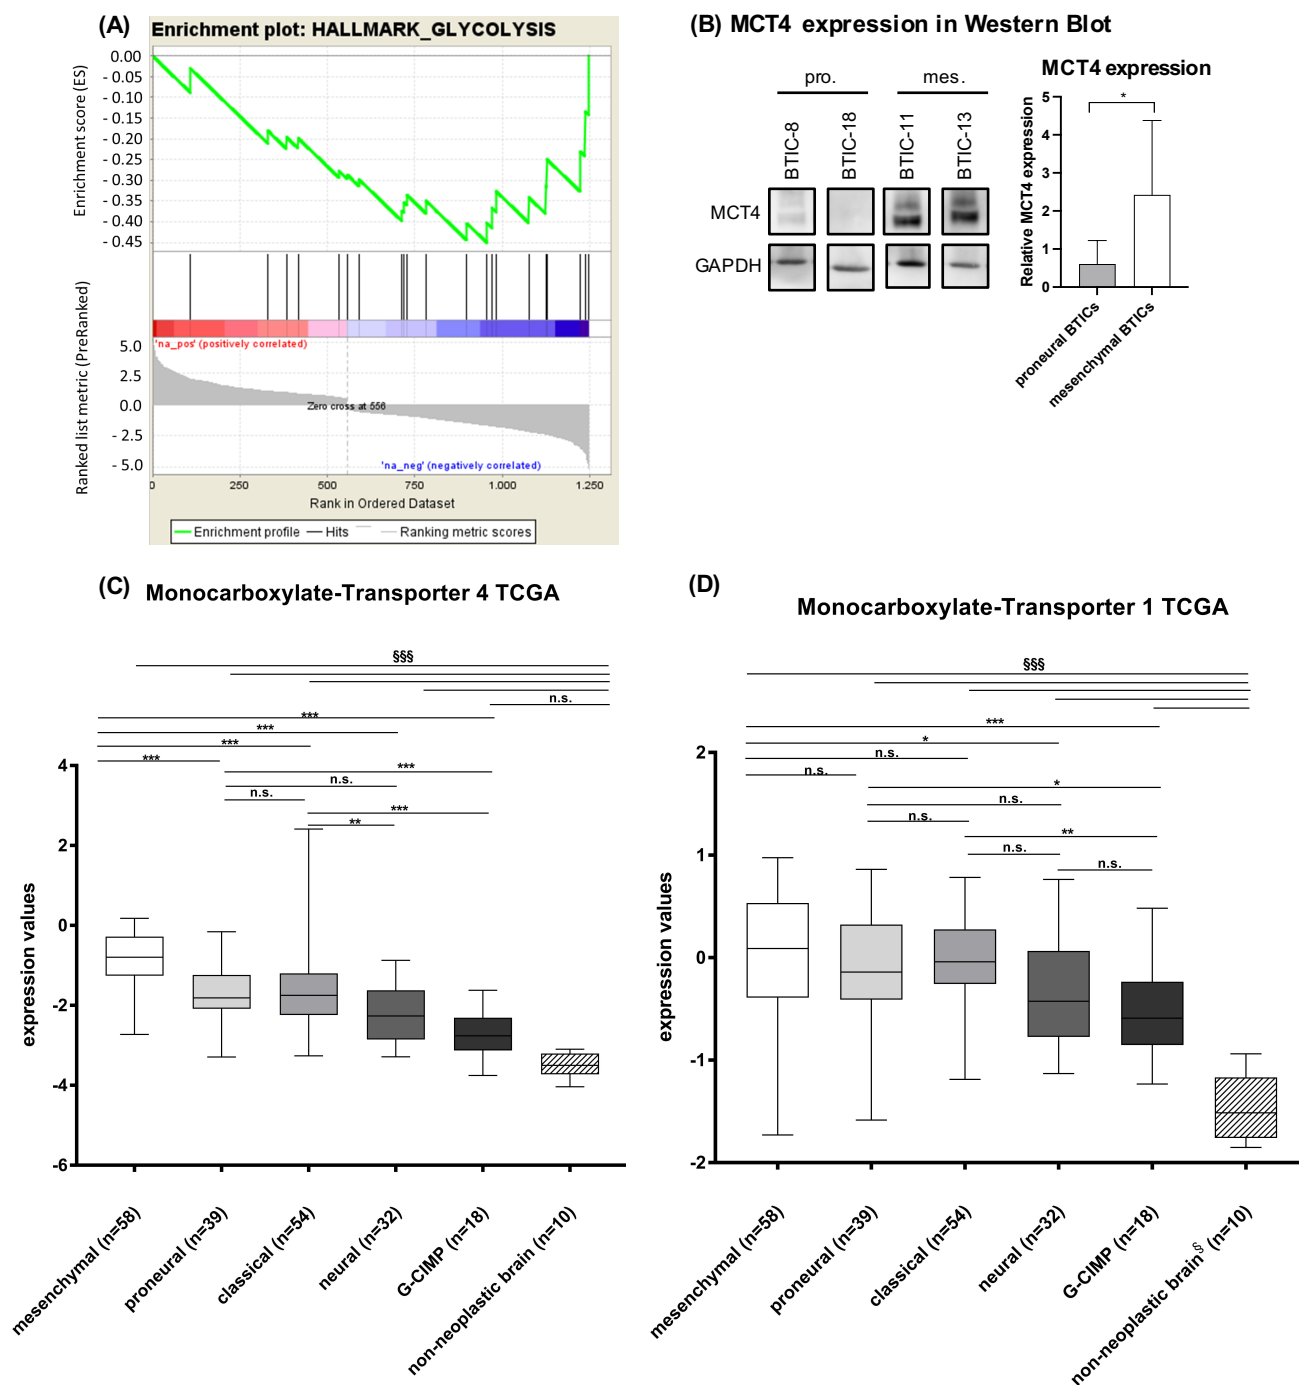 (A)
Enrichment plot: HALLMARK_GLYCOLYSIS
Enrichment score (ES)
0.00
- 0.05
- 0.10
- 0.15
- 0.20
- 0.25
- 0.30
- 0.35
- 0.40
- 0.45
Ranked list metric (PreRanked)
5.0
2.5
0.0
- 2.5
- 5.0
'na_pos' (positively correlated)
Zero cross at 556
'na_neg' (negatively correlated)
0 250 500 750 1.000 1.250
Rank in Ordered Dataset
Enrichment profile Hits Ranking metric scores
(B) MCT4 expression in Western Blot
pro. mes.
BTIC-8
BTIC-18
BTIC-11
BTIC-13
MCT4
GAPDH
MCT4 expression
Relative MCT4 expression
5
4
3
2
1
0
*
proneural BTICs
mesenchymal BTICs
(C) Monocarboxylate-Transporter 4 TCGA
§§§
n.s.
***
***
***
***
***
n.s.
n.s.
***
**
expression values
4
2
0
-2
-4
-6
mesenchymal (n=58)
proneural (n=39)
classical (n=54)
neural (n=32)
G-CIMP (n=18)
non-neoplastic brain (n=10)
(D)
Monocarboxylate-Transporter 1 TCGA
§§§
***
*
n.s.
n.s.
*
n.s.
n.s.
**
n.s.
n.s.
expression values
2
1
0
-1
-2
mesenchymal (n=58)
proneural (n=39)
classical (n=54)
neural (n=32)
G-CIMP (n=18)
non-neoplastic brain§ (n=10)